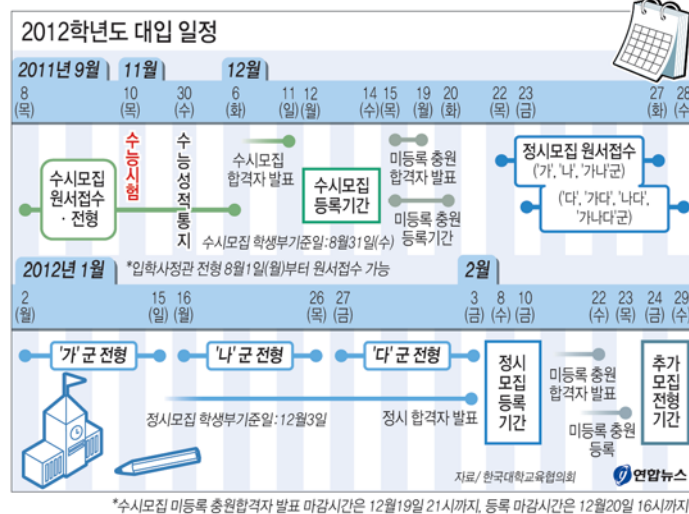 2012학년도 대입 일정
2011년 9월 11월 12월
8 10 30 6 11 12 14 15 19 20 22 23 27 28
(목) (목) (수) (화) (일) (월) (수) (목) (월) (화) (목) (금) (화) (수)
수시모집
원서접수
·전형
수능시험
수능성적통지
수시모집
합격자 발표
수시모집
등록기간
미등록 충원
합격자 발표
미등록 충원
등록기간
정시모집 원서접수
('가', '나', '가나'군)
('다', '가다', '나다',
'가나다'군)
수시모집 학생부기준일:8월31일(수)
2012년 1월 *입학사정관 전형 8월1일(월)부터 원서접수 가능 2월
2 15 16 26 27 3 8 10 22 23 24 29
(월) (일) (월) (목) (금) (금) (수) (금) (수) (목) (금) (수)
'가'군 전형 '나'군 전형 '다'군 전형
정시
모집
등록
기간
미등록 충원
합격자 발표
미등록 충원
등록
추가
모집
전형
기간
정시모집 학생부기준일:12월3일 정시 합격자 발표
자료/한국대학교육협의회 연합뉴스
*수시모집 미등록 충원합격자 발표 마감시간은 12월19일 21시까지, 등록 마감시간은 12월20일 16시까지